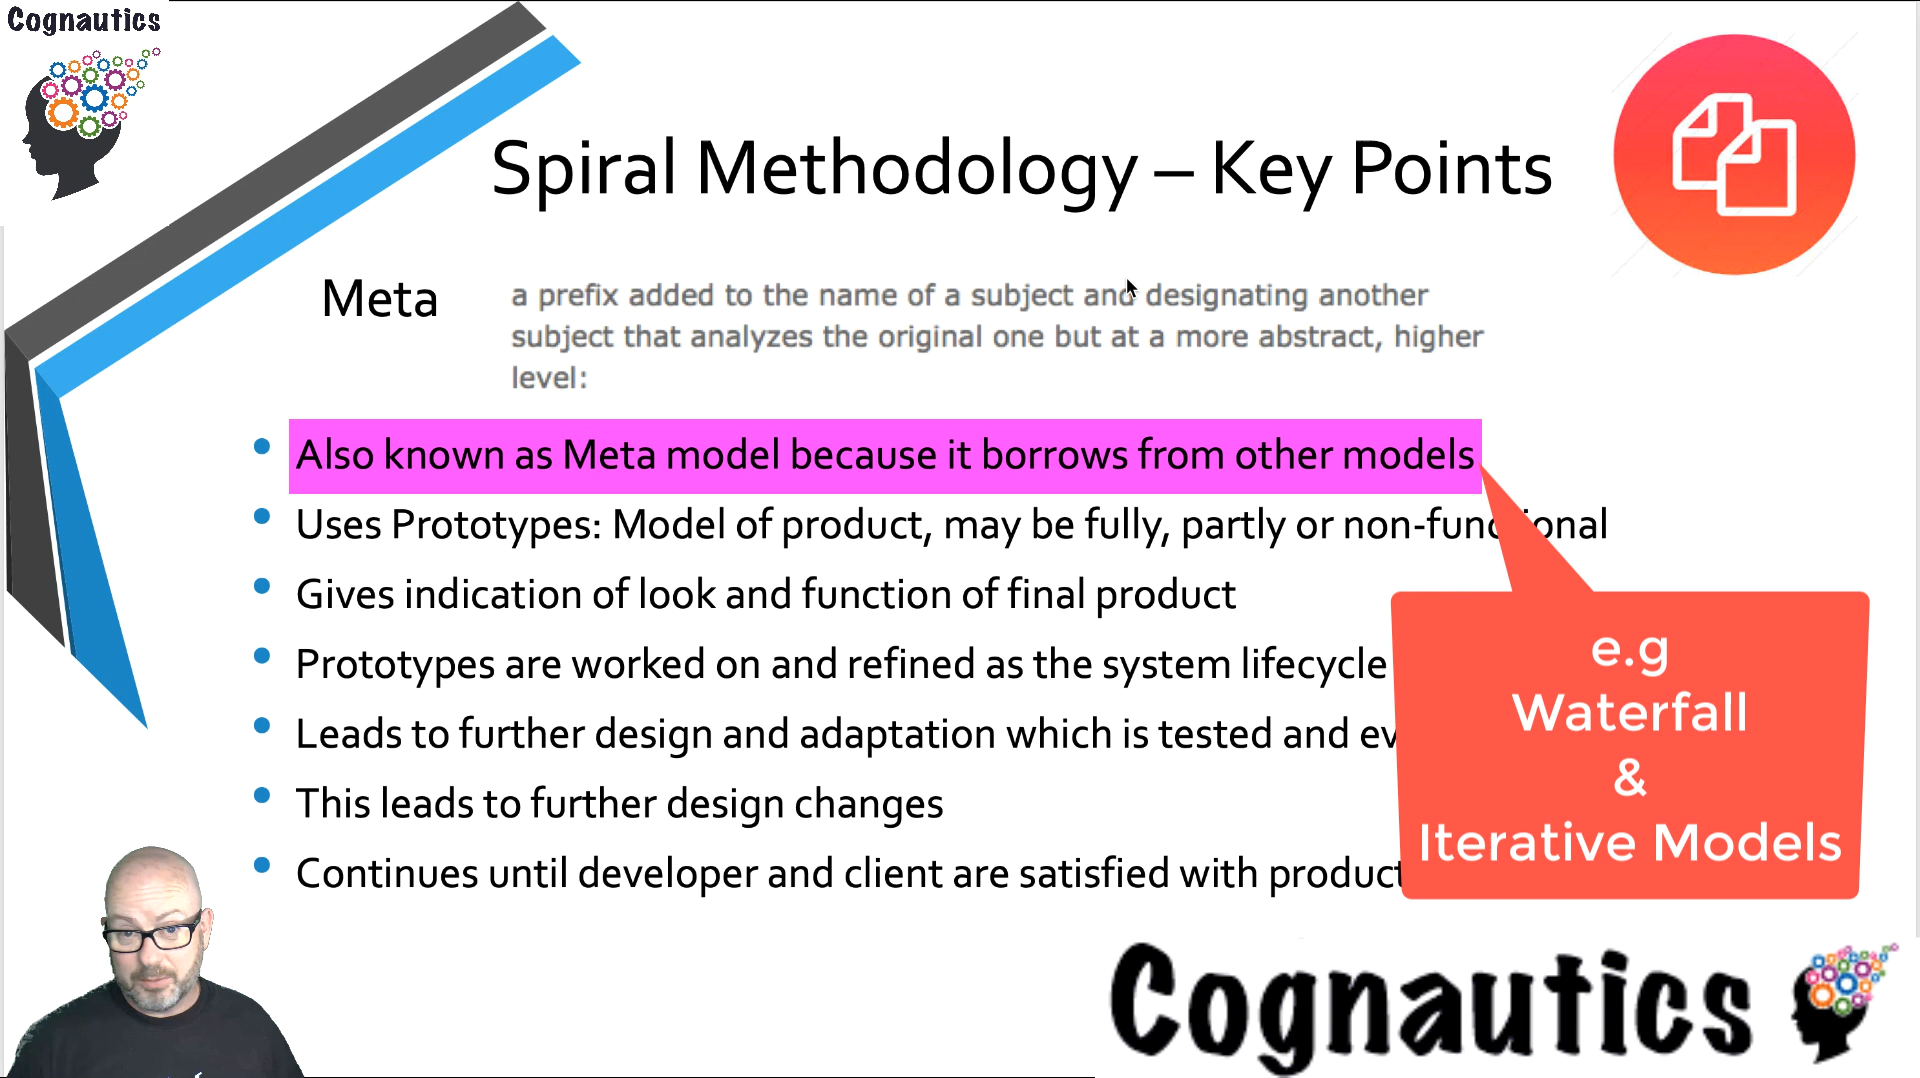 Cognautics
Spiral Methodology – Key Points
Meta
a prefix added to the name of a subject and designating another
subject that analyzes the original one but at a more abstract, higher
level:
Also known as Meta model because it borrows from other models
Uses Prototypes: Model of product, may be fully, partly or non-functional
Gives indication of look and function of final product
Prototypes are worked on and refined as the system lifecycle
Leads to further design and adaptation which is tested and
This leads to further design changes
Continues until developer and client are satisfied with product
e.g
Waterfall
&
Iterative Models
Cognautics